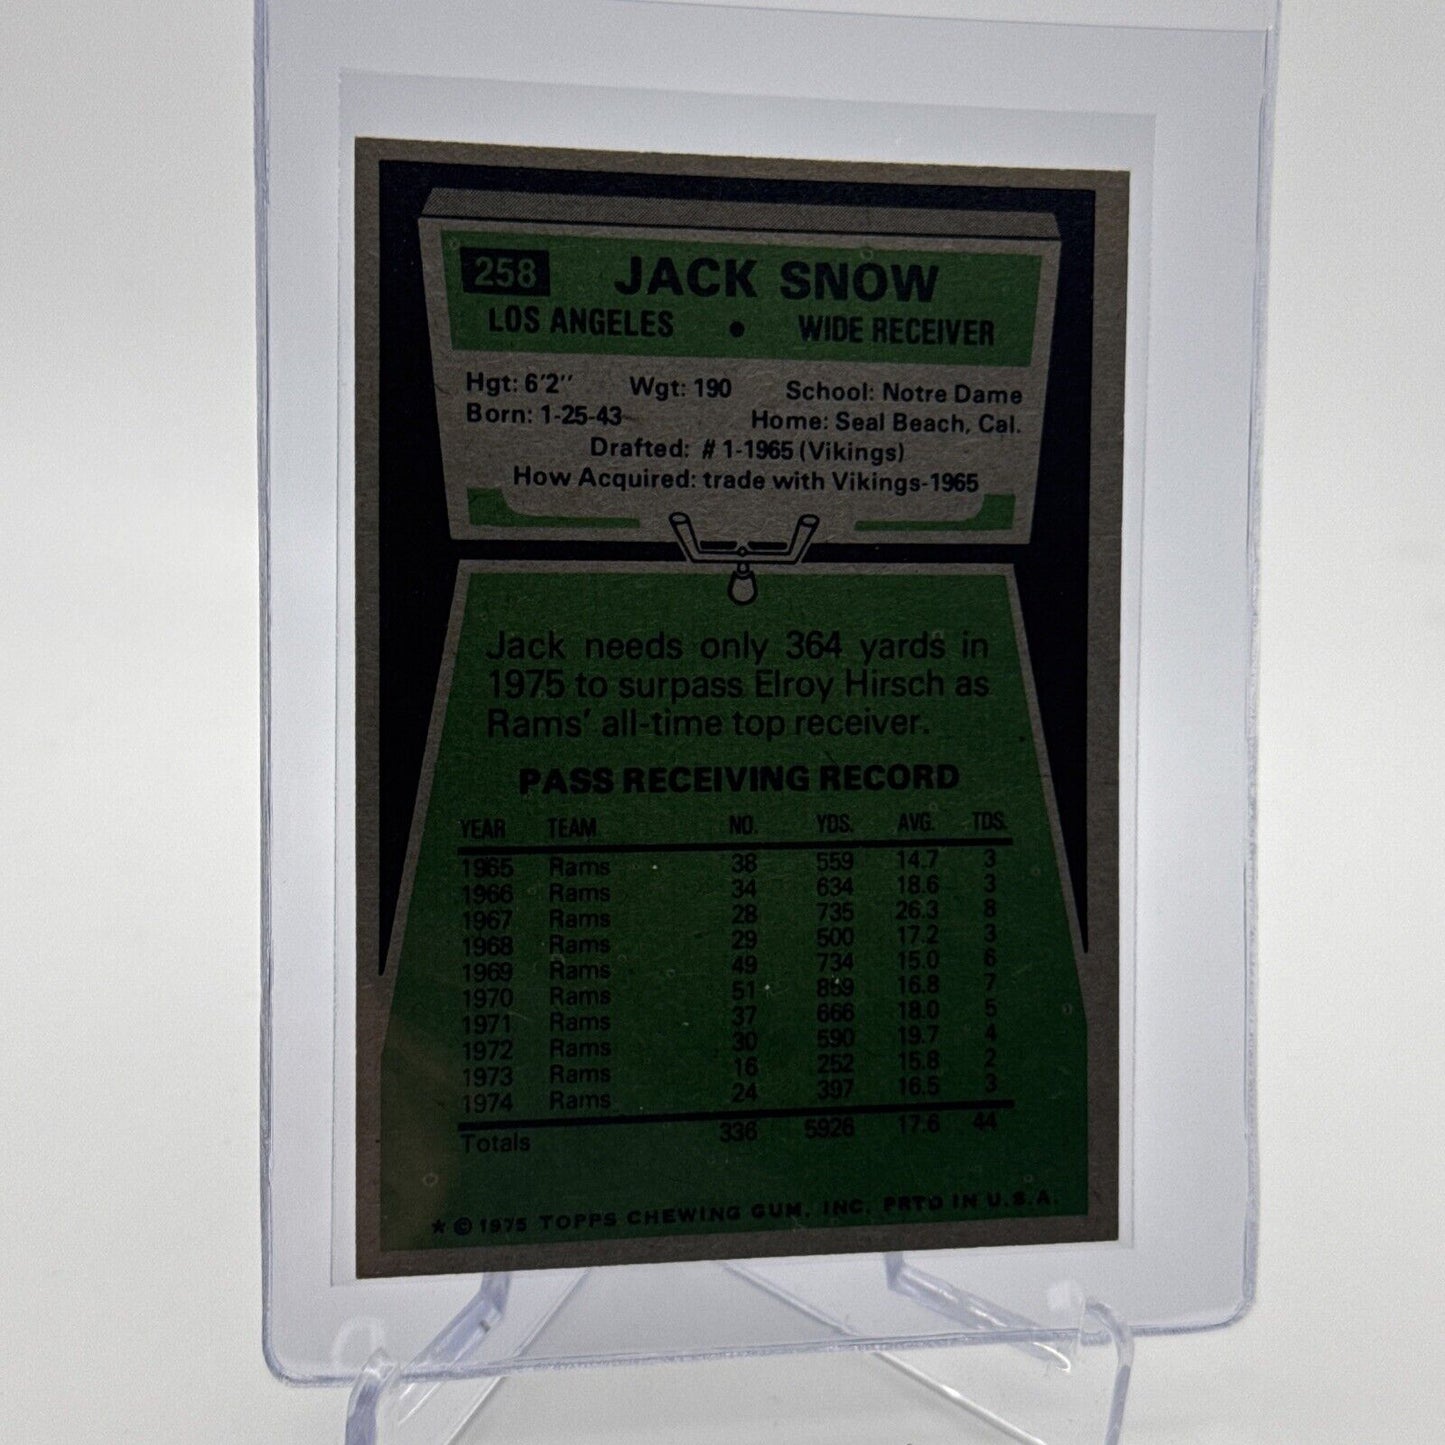 258 JACK SNOW
LOS ANGELES • WIDE RECEIVER
Hgt: 6'2'' Wgt: 190 School: Notre Dame
Born: 1-25-43 Home: Seal Beach, Cal.
Drafted: # 1-1965 (Vikings)
How Acquired: trade with Vikings-1965
Jack needs only 364 yards in
1975 to surpass Elroy Hirsch as
Rams' all-time top receiver.
PASS RECEIVING RECORD
YEAR TEAM NO. YDS. AVG. TDS.
1965 Rams 38 559 14.7 3
1966 Rams 34 634 18.6 3
1967 Rams 28 735 26.3 8
1968 Rams 29 500 17.2 3
1969 Rams 49 734 15.0 6
1970 Rams 51 859 16.8 7
1971 Rams 37 666 18.0 5
1972 Rams 30 590 19.7 4
1973 Rams 16 252 15.8 2
1974 Rams 24 397 16.5 3
Totals 336 5926 17.6 44
★ © 1975 TOPPS CHEWING GUM, INC. PRTD IN U.S.A.